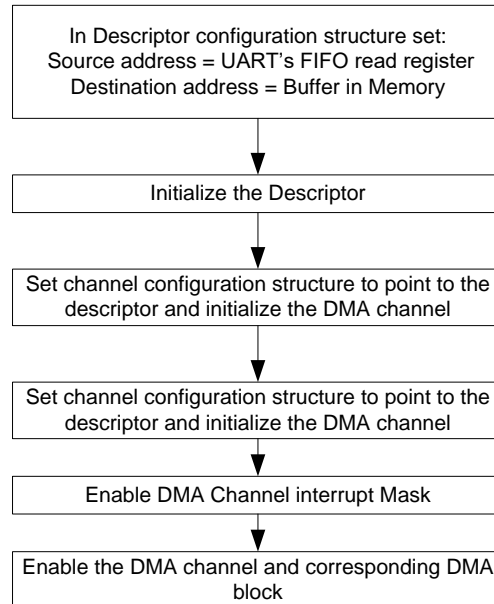 In Descriptor configuration structure set:
Source address = UART's FIFO read register
Destination address = Buffer in Memory
Initialize the Descriptor
Set channel configuration structure to point to the
descriptor and initialize the DMA channel
Set channel configuration structure to point to the
descriptor and initialize the DMA channel
Enable DMA Channel interrupt Mask
Enable the DMA channel and corresponding DMA
block